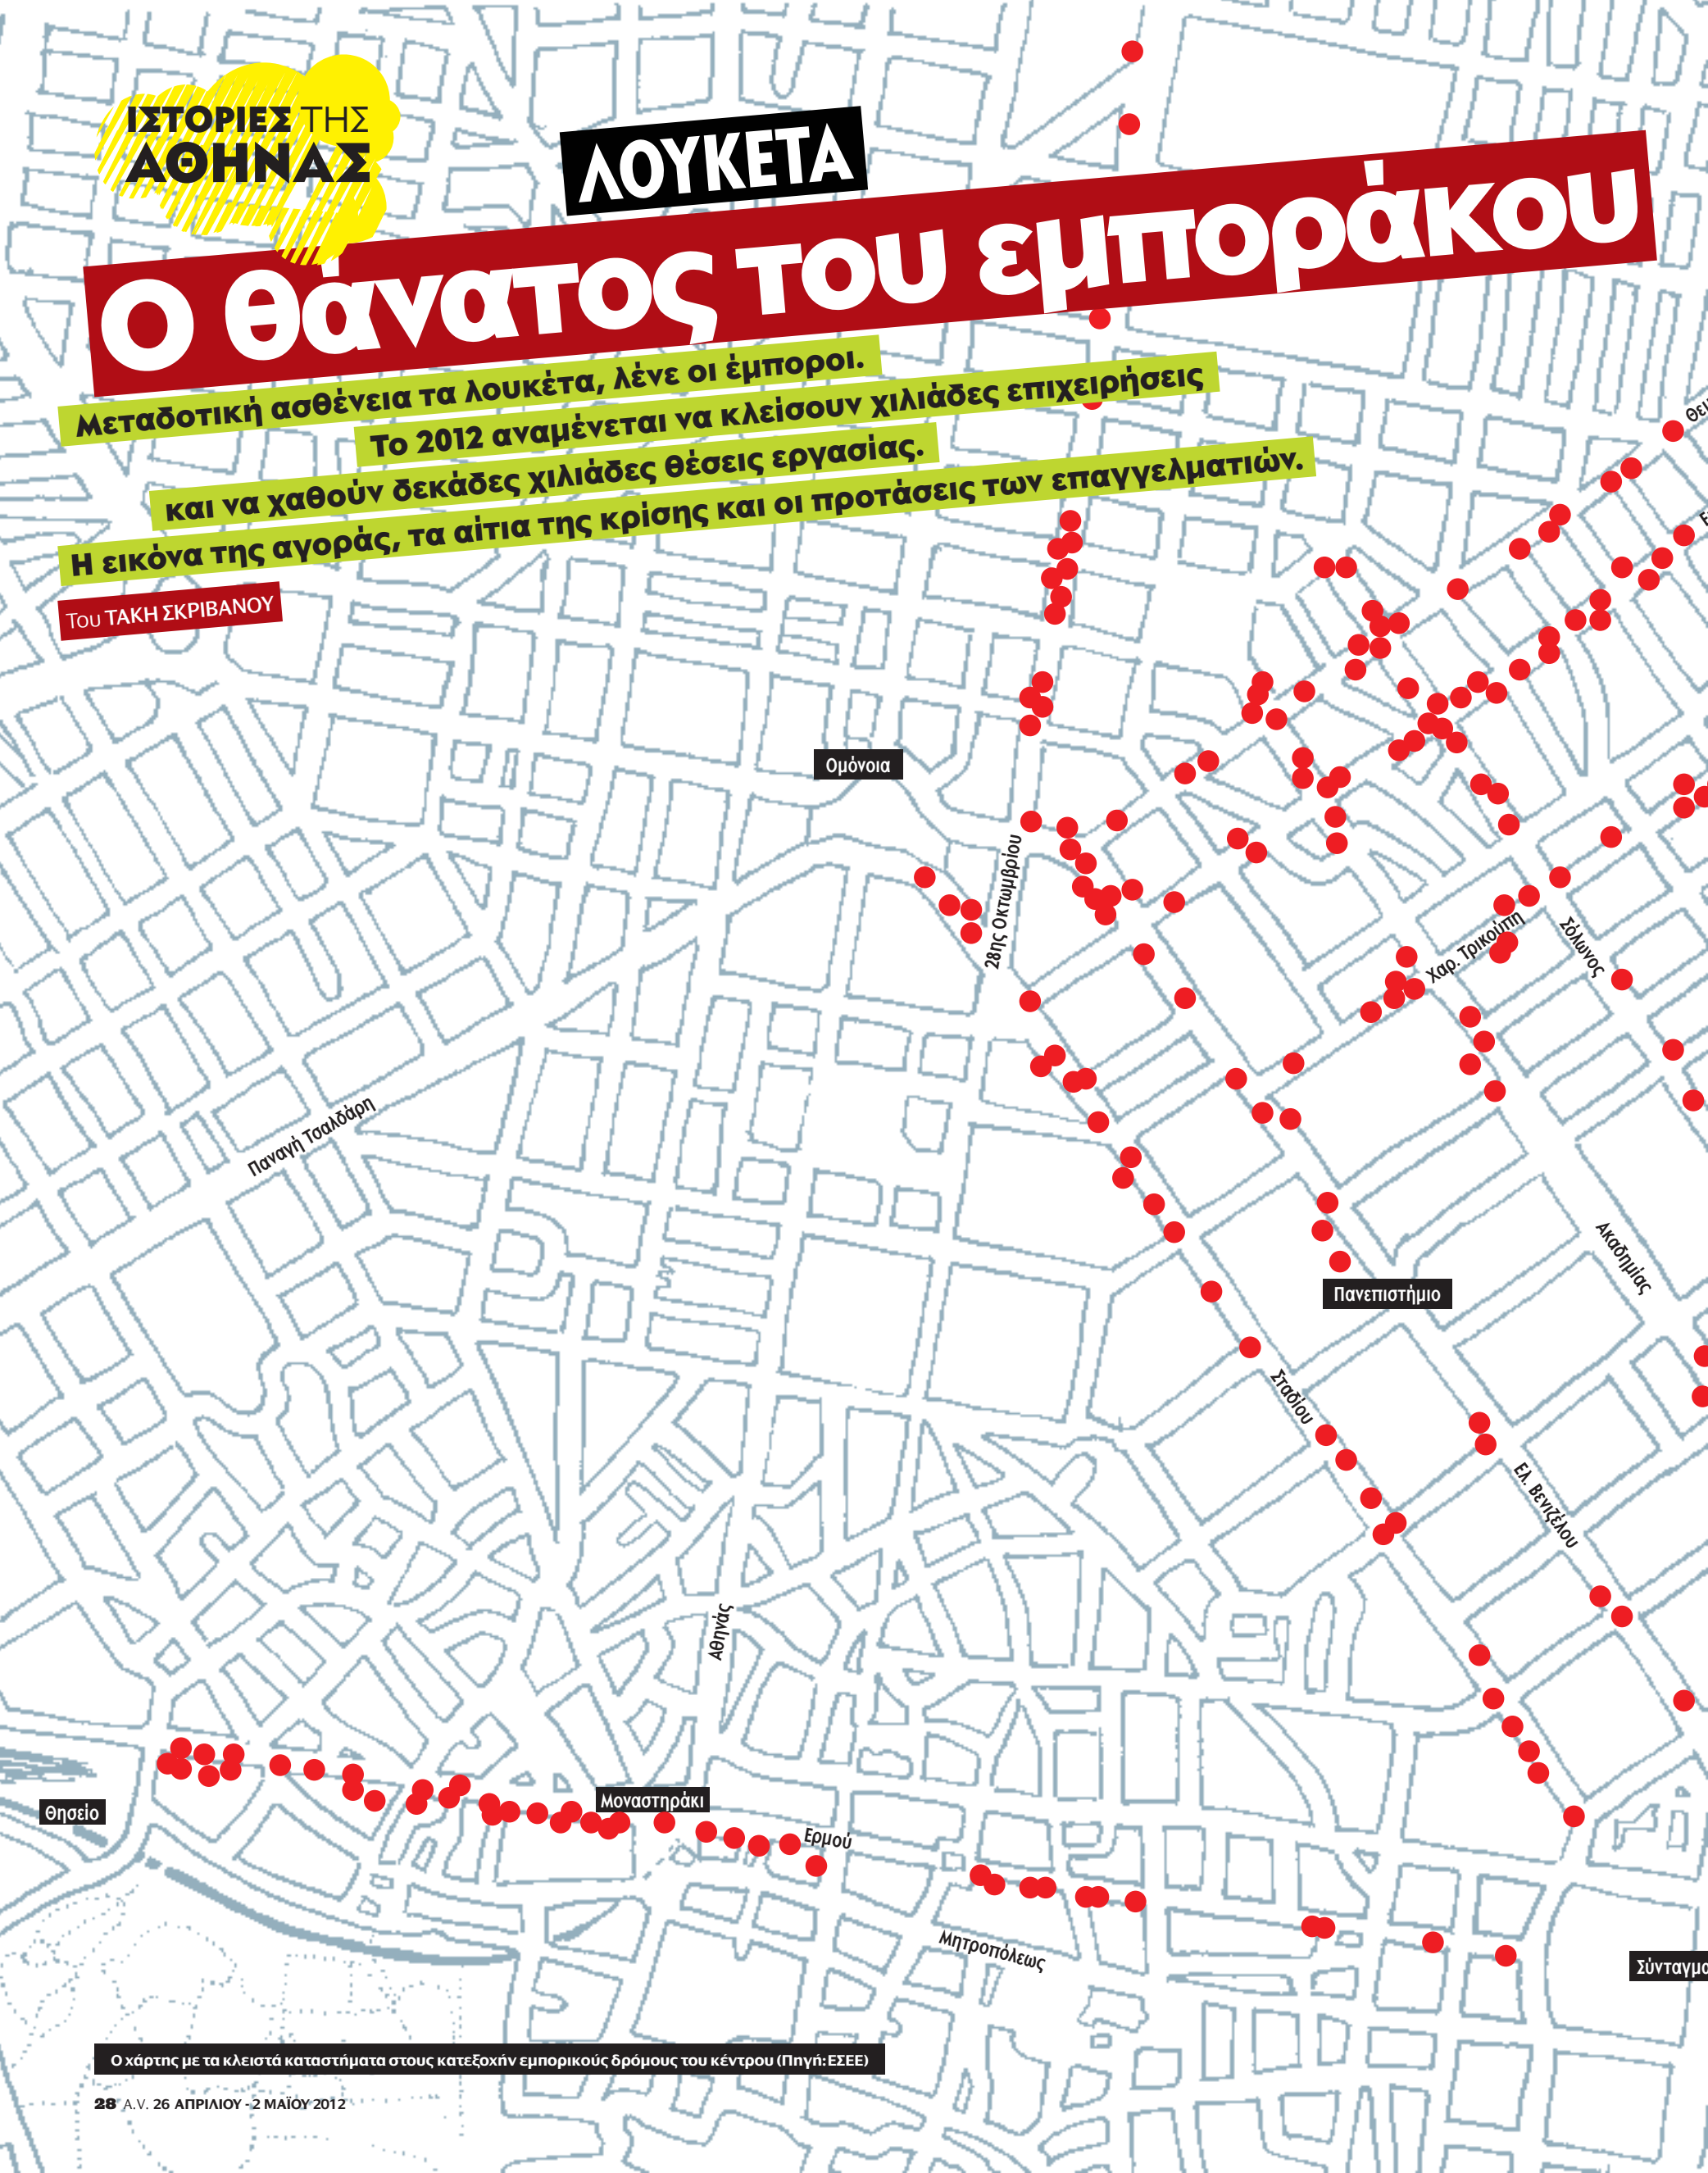 ΙΣΤΟΡΙΕΣ ΤΗΣ
ΑΘΗΝΑΣ
ΛΟΥΚΕΤΑ
Ο θάνατος του εμποράκου
Μεταδοτική ασθένεια τα λουκέτα, λένε οι έμποροι.
Το 2012 αναμένεται να κλείσουν χιλιάδες επιχειρήσεις
και να χαθούν δεκάδες χιλιάδες θέσεις εργασίας.
Η εικόνα της αγοράς, τα αίτια της κρίσης και οι προτάσεις των επαγγελματιών.
Του ΤΑΚΗ ΣΚΡΙΒΑΝΟΥ
Ομόνοια
28ης Οκτωμβρίου
Χαρ. Τρικούπη
Σόλωνος
Παναγή Τσαλδάρη
Ακαδημίας
Πανεπιστήμιο
Σταδίου
Ελ. Βενιζέλου
Αθηνάς
Θησείο
Μοναστηράκι
Ερμού
Μητροπόλεως
Σύνταγμα
Ο χάρτης με τα κλειστά καταστήματα στους κατεξοχήν εμπορικούς δρόμους του κέντρου (Πηγή: ΕΣΕΕ)
28 A.V. 26 ΑΠΡΙΛΙΟΥ - 2 ΜΑΪΟΥ 2012